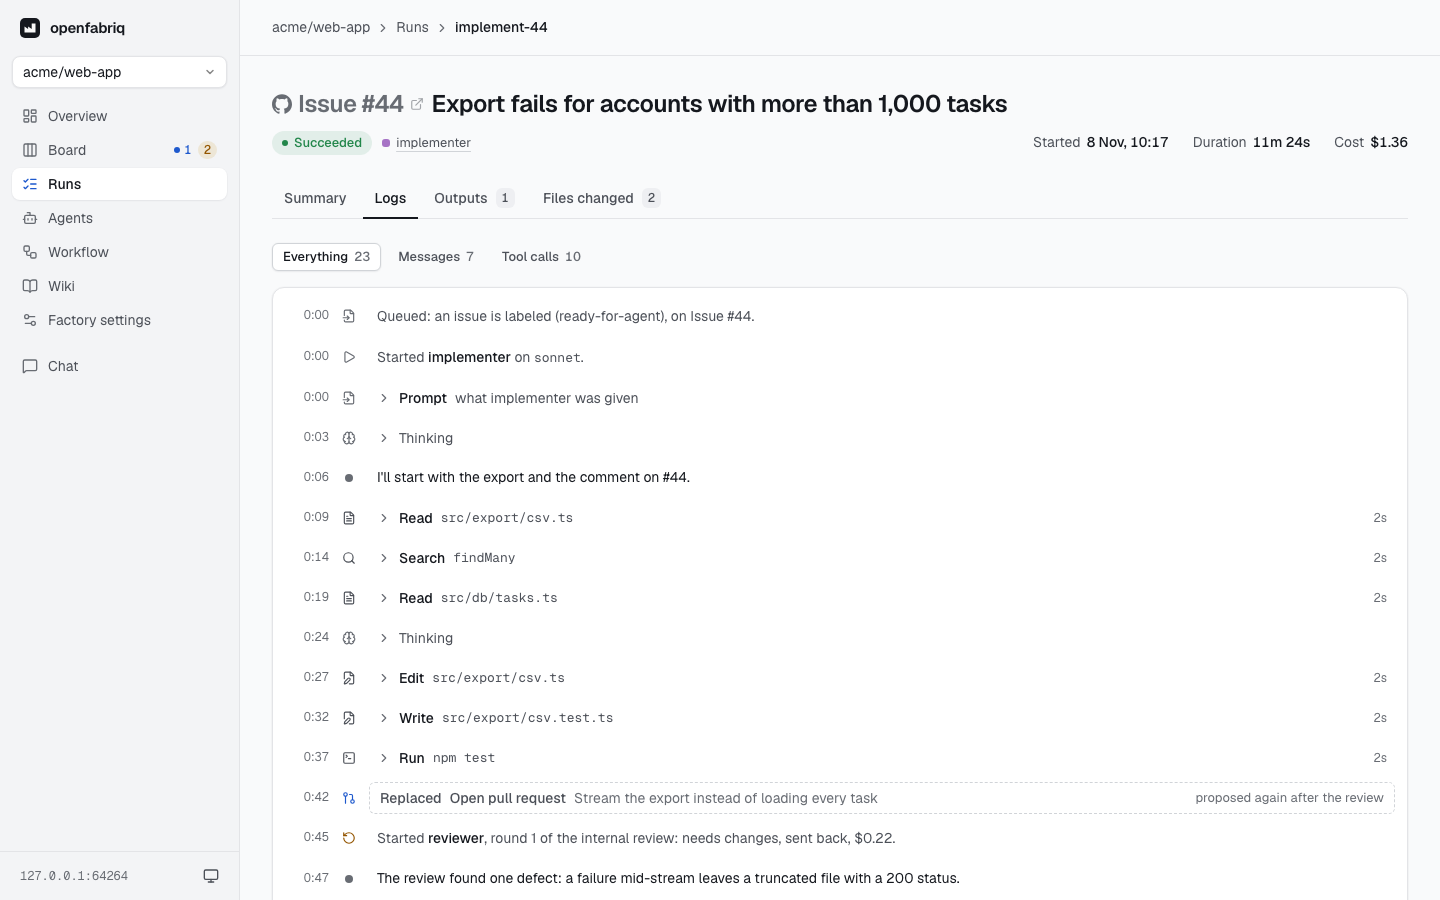 openfabriq
acme/web-app
Overview
Board 1 2
Runs
Agents
Workflow
Wiki
Factory settings
Chat
127.0.0.1:64264
acme/web-app > Runs > implement-44
Issue #44 Export fails for accounts with more than 1,000 tasks
Succeeded implementer Started 8 Nov, 10:17 Duration 11m 24s Cost $1.36
Summary Logs Outputs 1 Files changed 2
Everything 23 Messages 7 Tool calls 10
0:00 Queued: an issue is labeled (ready-for-agent), on Issue #44.
0:00 Started implementer on sonnet.
0:00 Prompt what implementer was given
0:03 Thinking
0:06 I'll start with the export and the comment on #44.
0:09 Read src/export/csv.ts 2s
0:14 Search findMany 2s
0:19 Read src/db/tasks.ts 2s
0:24 Thinking
0:27 Edit src/export/csv.ts 2s
0:32 Write src/export/csv.test.ts 2s
0:37 Run npm test 2s
0:42 Replaced Open pull request Stream the export instead of loading every task proposed again after the review
0:45 Started reviewer, round 1 of the internal review: needs changes, sent back, $0.22.
0:47 The review found one defect: a failure mid-stream leaves a truncated file with a 200 status.